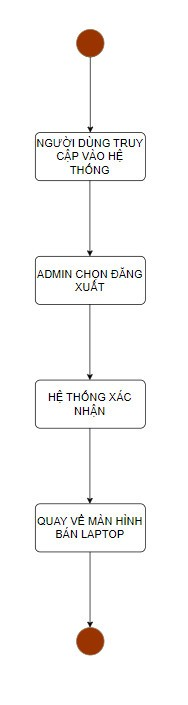 NGƯỜI DÙNG TRUY
CẬP VÀO HỆ
THỐNG
ADMIN CHỌN ĐĂNG
XUẤT
HỆ THỐNG XÁC
NHẬN
QUAY VỀ MÀN HÌNH
BÁN LAPTOP